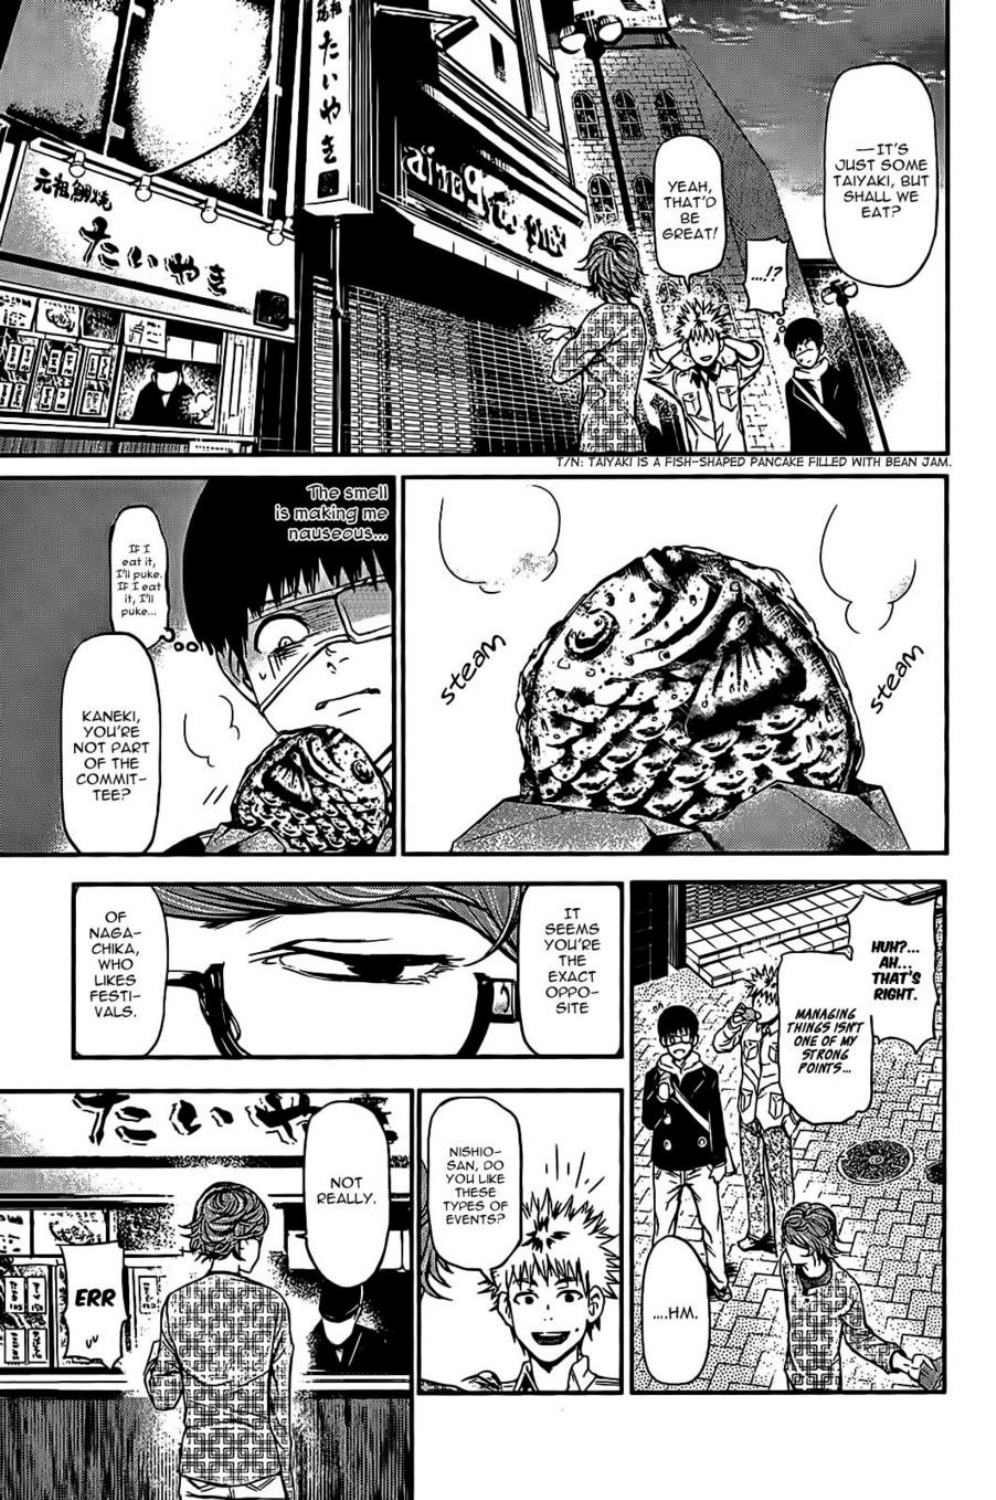 —IT'S
JUST SOME
TAIYAKI, BUT
SHALL WE
EAT?
YEAH,
THAT'D
BE
GREAT!
....!?
元祖
たいやき
元祖鯛焼
たいやき
T/N: TAIYAKI IS A FISH-SHAPED PANCAKE FILLED WITH BEAN JAM.
steam
steam
The smell
is making me
nauseous...
If I
eat it,
I'll puke.
If I eat
it, I'll
puke...
KANEKI,
YOU'RE
NOT PART
OF THE
COMMIT-
TEE?
HUH?...
AH...
THAT'S
RIGHT.
MANAGING
THINGS ISN'T
ONE OF MY
STRONG
POINTS...
....HM.
IT
SEEMS
YOU'RE
THE
EXACT
OPPO-
SITE
OF
NAGA-
CHIKA,
WHO
LIKES
FESTI-
VALS.
NISHIO-
SAN, DO
YOU LIKE
THESE
TYPES OF
EVENTS?
たいやき
NOT
REALLY.
ERR